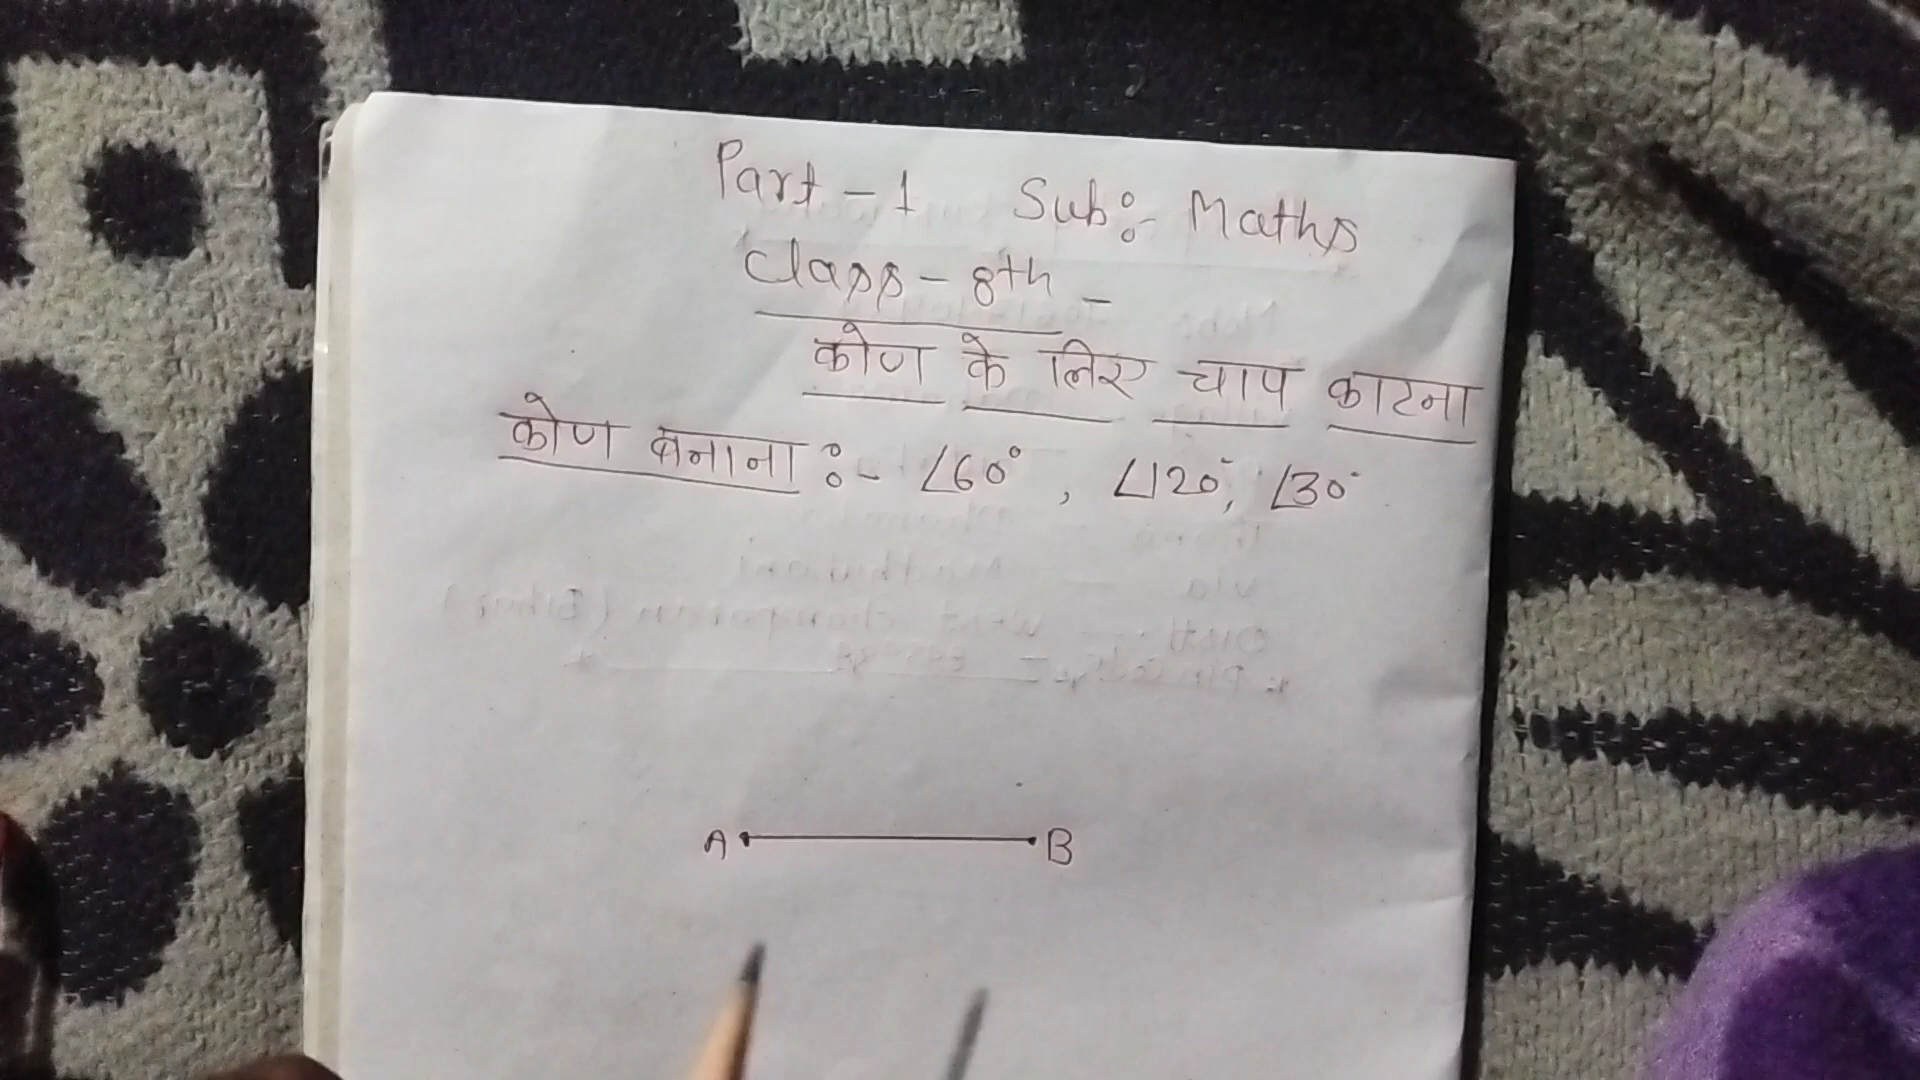 Part - 1 Sub:- Maths
Class - 8th -
कोण के लिए चाप काटना
कोण बनाना :- ∠60°, ∠120°, ∠30°
A B